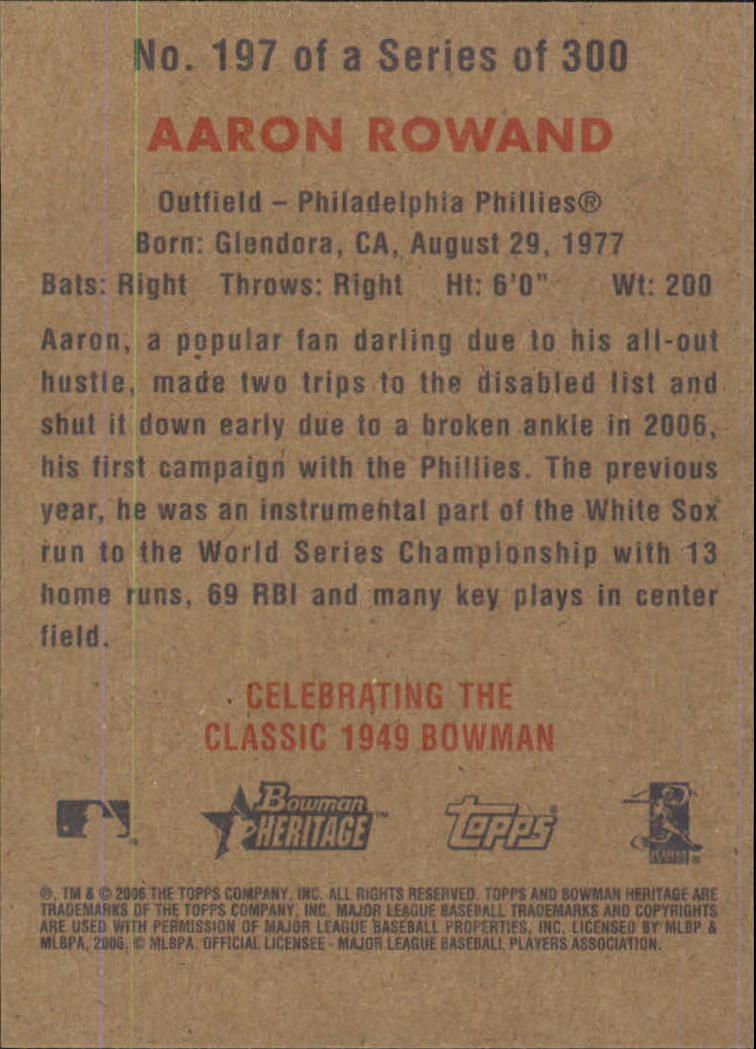 No. 197 of a Series of 300
AARON ROWAND
Outfield – Philadelphia Phillies®
Born: Glendora, CA, August 29, 1977
Bats: Right Throws: Right Ht: 6'0" Wt: 200
Aaron, a popular fan darling due to his all-out
hustle, made two trips to the disabled list and
shut it down early due to a broken ankle in 2006,
his first campaign with the Phillies. The previous
year, he was an instrumental part of the White Sox
run to the World Series Championship with 13
home runs, 69 RBI and many key plays in center
field.
CELEBRATING THE
CLASSIC 1949 BOWMAN
Bowman
HERITAGE™
Topps®
PLAYERS
®, TM & © 2006 THE TOPPS COMPANY, INC. ALL RIGHTS RESERVED. TOPPS AND BOWMAN HERITAGE ARE
TRADEMARKS OF THE TOPPS COMPANY, INC. MAJOR LEAGUE BASEBALL TRADEMARKS AND COPYRIGHTS
ARE USED WITH PERMISSION OF MAJOR LEAGUE BASEBALL PROPERTIES, INC. LICENSED BY MLBP &
MLBPA, 2006. © MLBPA. OFFICIAL LICENSEE - MAJOR LEAGUE BASEBALL PLAYERS ASSOCIATION.